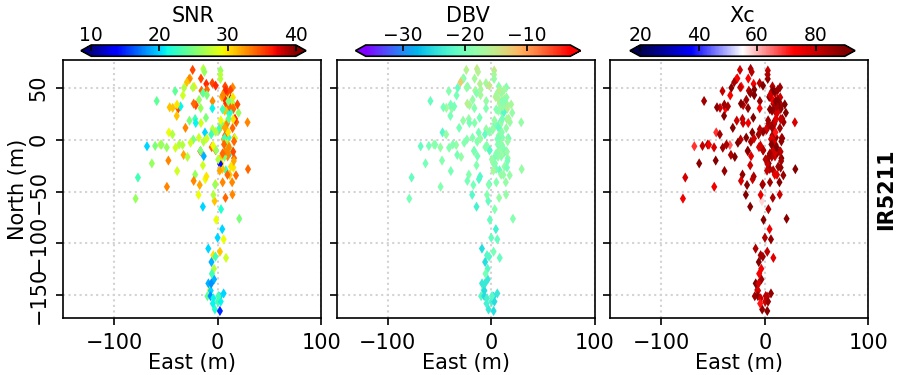 SNR DBV Xc
10 20 30 40 −30 −20 −10 20 40 60 80
North (m)
50
0
−50
−100
−150
IR5211
−100 0 100 −100 0 100 −100 0 100
East (m) East (m) East (m)